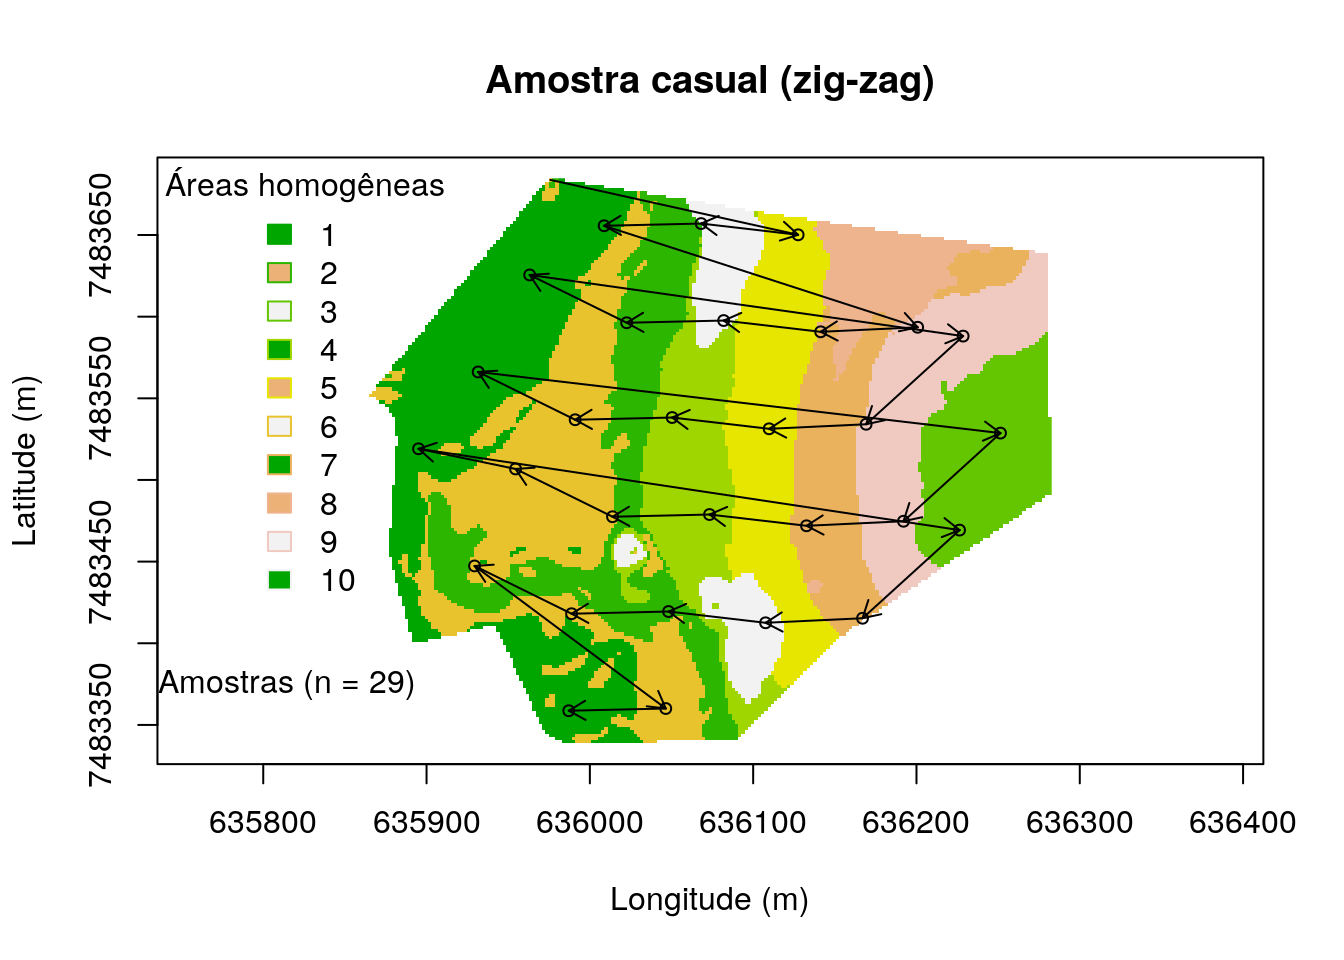 Amostra casual (zig-zag)
Áreas homogêneas
1
2
3
4
5
6
7
8
9
10
Amostras (n = 29)
Latitude (m)
7483650
7483550
7483450
7483350
635800 635900 636000 636100 636200 636300 636400
Longitude (m)